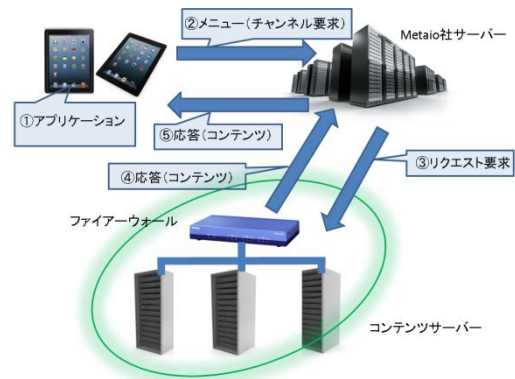 ②メニュー(チャンネル要求)
Metaio社サーバー
①アプリケーション
⑤応答(コンテンツ)
③リクエスト要求
④応答(コンテンツ)
ファイアーウォール
コンテンツサーバー